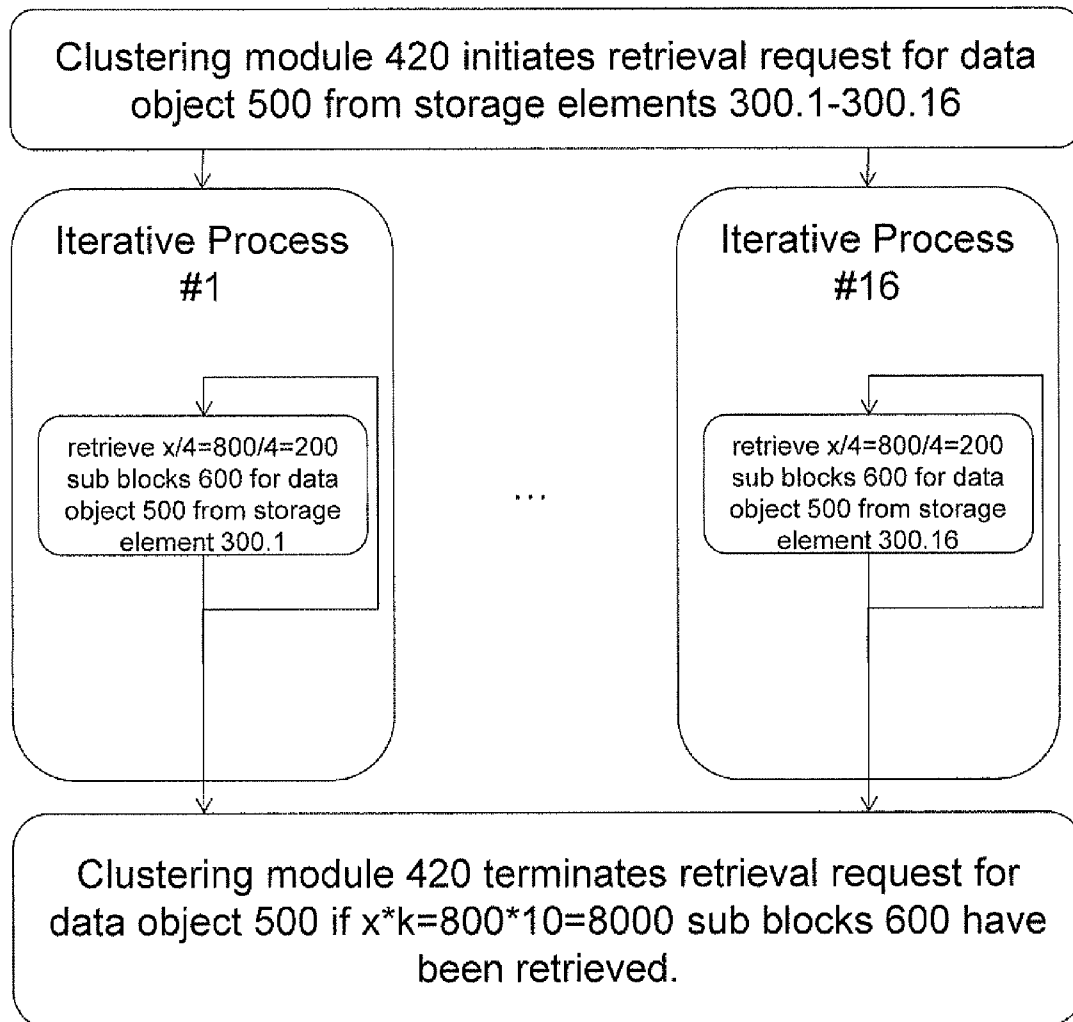 Clustering module 420 initiates retrieval request for data
object 500 from storage elements 300.1-300.16
Iterative Process
#1
retrieve x/4=800/4=200
sub blocks 600 for data
object 500 from storage
element 300.1
...
Iterative Process
#16
retrieve x/4=800/4=200
sub blocks 600 for data
object 500 from storage
element 300.16
Clustering module 420 terminates retrieval request for
data object 500 if x*k=800*10=8000 sub blocks 600 have
been retrieved.